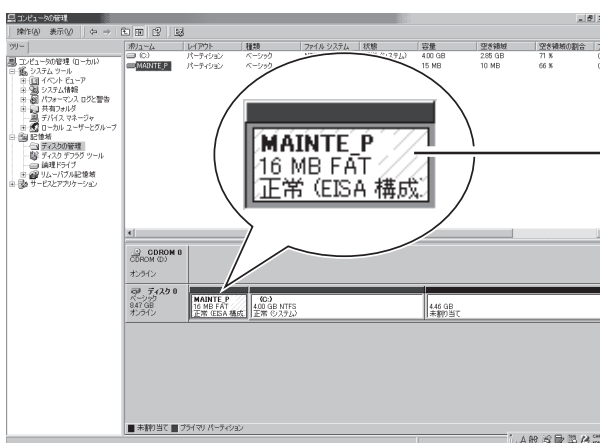 コンピュータの管理
操作(A) 表示(V)
ツリー
コンピュータの管理 (ローカル)
システム ツール
イベント ビューア
システム情報
パフォーマンス ログと警告
共有フォルダ
デバイス マネージャ
ローカル ユーザーとグループ
記憶域
ディスクの管理
ディスク デフラグ ツール
論理ドライブ
リムーバブル記憶域
サービスとアプリケーション
ボリューム レイアウト 種類 ファイル システム 状態 容量 空き領域 空き領域の割合
(C:) パーティション ベーシック 4.00 GB 2.85 GB 71 %
MAINTE_P パーティション ベーシック 15 MB 10 MB 66 %
MAINTE_P
16 MB FAT
正常 (EISA 構成
CDROM 0
CDROM (D:)
オンライン
ディスク 0
ベーシック
8.47 GB
オンライン
MAINTE_P
16 MB FAT
正常 (EISA 構成
(C:)
4.00 GB NTFS
正常 (システム)
4.46 GB
未割り当て
未割り当て プライマリ パーティション
A 般